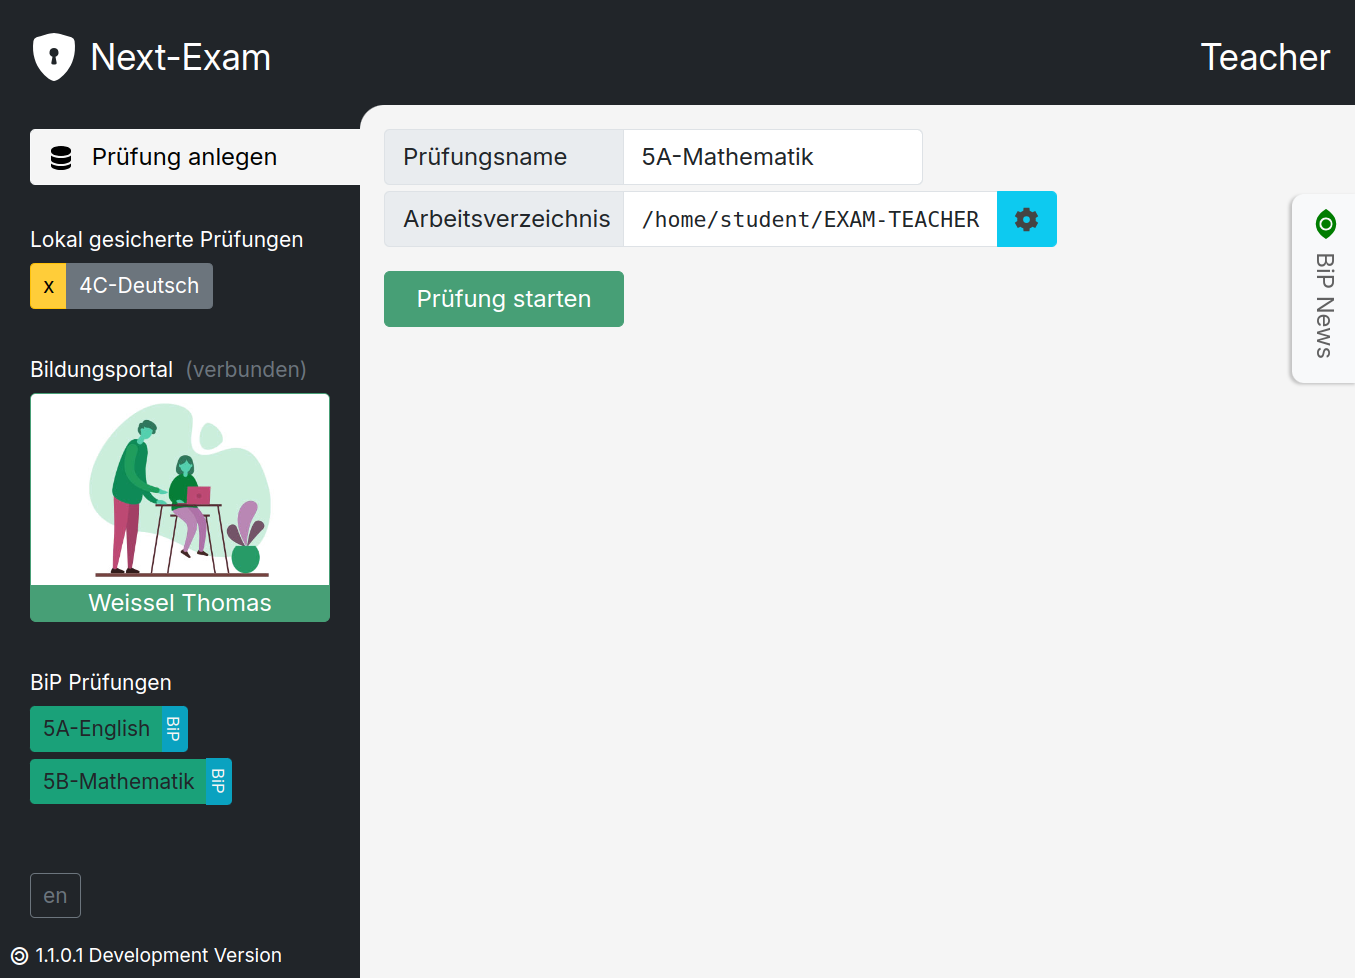 Next-Exam
Teacher
Prüfung anlegen
Prüfungsname
5A-Mathematik
Arbeitsverzeichnis
/home/student/EXAM-TEACHER
Prüfung starten
Lokal gesicherte Prüfungen
x
4C-Deutsch
Bildungsportal (verbunden)
Weissel Thomas
BiP Prüfungen
5A-English
BiP
5B-Mathematik
BiP
en
1.1.0.1 Development Version
BiP News